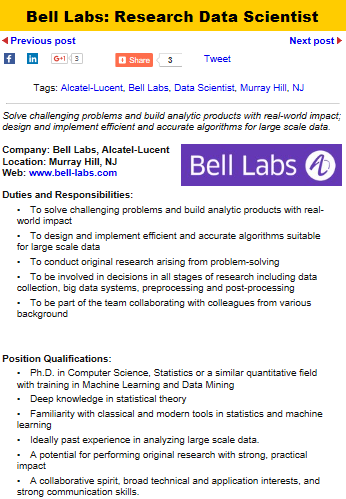 Bell Labs: Research Data Scientist
Previous post
Next post
f in G+1 3 Share 3 Tweet
Tags: Alcatel-Lucent, Bell Labs, Data Scientist, Murray Hill, NJ
Solve challenging problems and build analytic products with real-world impact;
design and implement efficient and accurate algorithms for large scale data.
Company: Bell Labs, Alcatel-Lucent
Location: Murray Hill, NJ
Web: www.bell-labs.com
Bell Labs
Duties and Responsibilities:
• To solve challenging problems and build analytic products with real-
world impact
• To design and implement efficient and accurate algorithms suitable
for large scale data
• To conduct original research arising from problem-solving
• To be involved in decisions in all stages of research including data
collection, big data systems, preprocessing and post-processing
• To be part of the team collaborating with colleagues from various
background
Position Qualifications:
• Ph.D. in Computer Science, Statistics or a similar quantitative field
with training in Machine Learning and Data Mining
• Deep knowledge in statistical theory
• Familiarity with classical and modern tools in statistics and machine
learning
• Ideally past experience in analyzing large scale data.
• A potential for performing original research with strong, practical
impact
• A collaborative spirit, broad technical and application interests, and
strong communication skills.